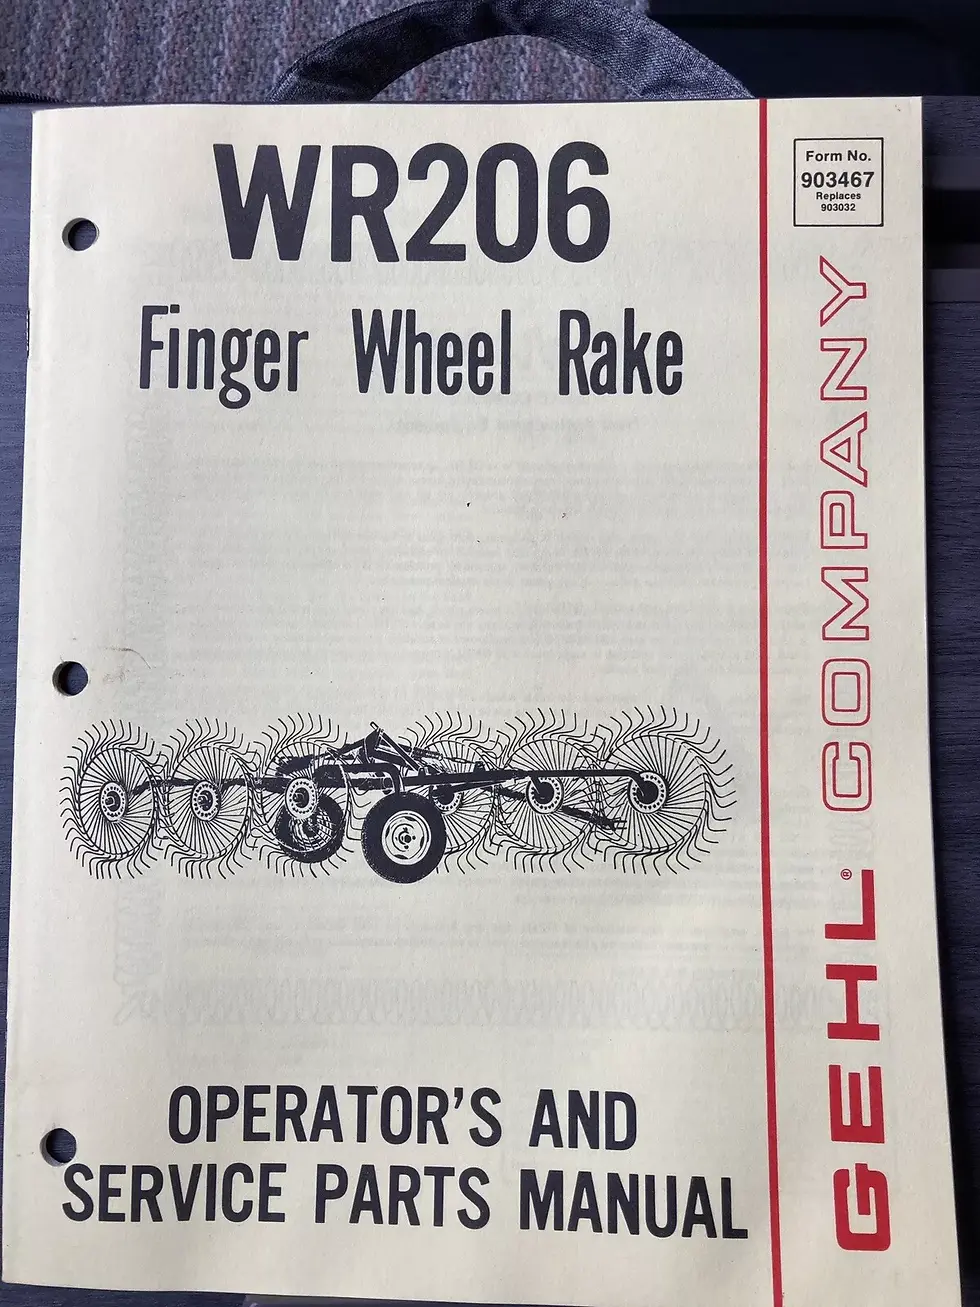 WR206
Finger Wheel Rake
OPERATOR'S AND
SERVICE PARTS MANUAL
Form No.
903467
Replaces
903032
GEHL® COMPANY